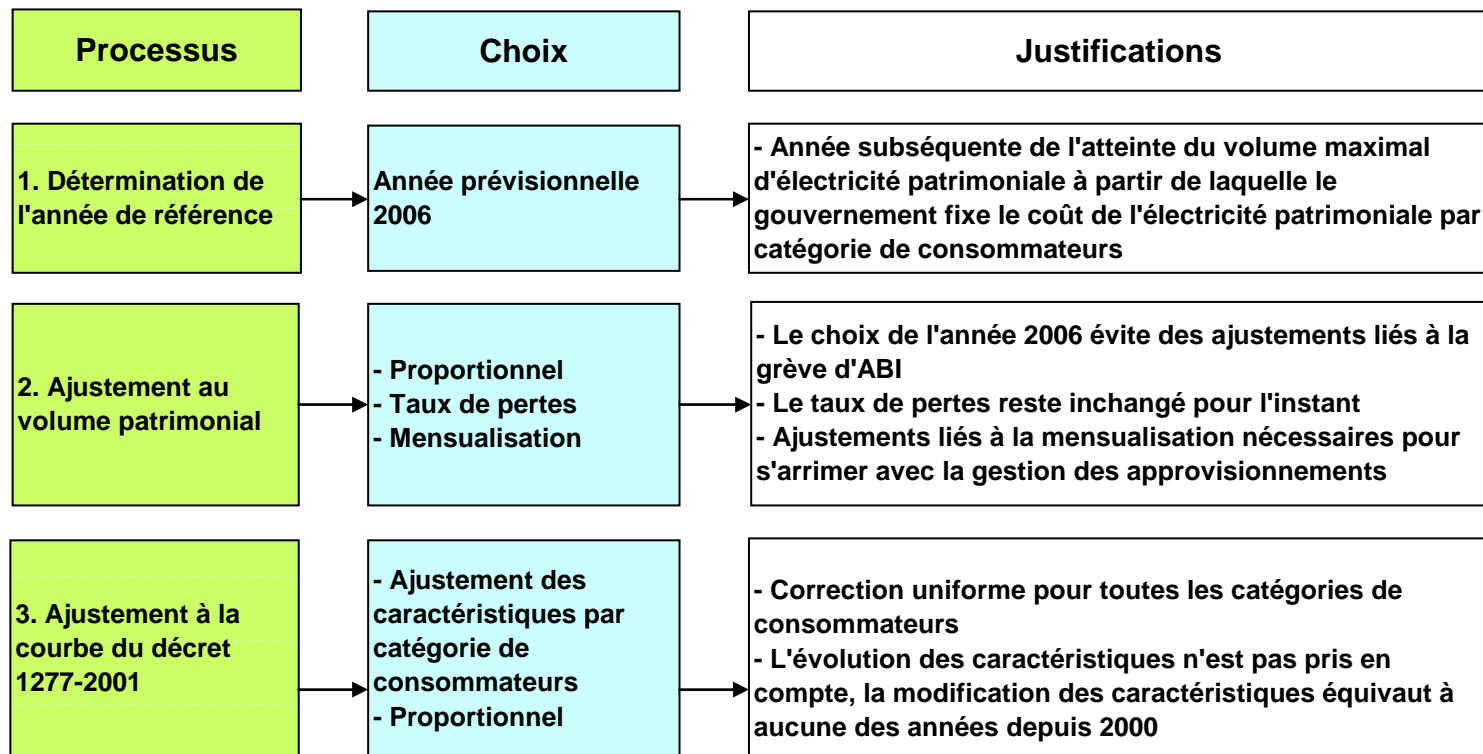 Processus
Choix
Justifications
1. Détermination de
l'année de référence
Année prévisionnelle
2006
- Année subséquente de l'atteinte du volume maximal
d'électricité patrimoniale à partir de laquelle le
gouvernement fixe le coût de l'électricité patrimoniale par
catégorie de consommateurs
2. Ajustement au
volume patrimonial
- Proportionnel
- Taux de pertes
- Mensualisation
- Le choix de l'année 2006 évite des ajustements liés à la
grève d'ABI
- Le taux de pertes reste inchangé pour l'instant
- Ajustements liés à la mensualisation nécessaires pour
s'arrimer avec la gestion des approvisionnements
3. Ajustement à la
courbe du décret
1277-2001
- Ajustement des
caractéristiques par
catégorie de
consommateurs
- Proportionnel
- Correction uniforme pour toutes les catégories de
consommateurs
- L'évolution des caractéristiques n'est pas pris en
compte, la modification des caractéristiques équivaut à
aucune des années depuis 2000